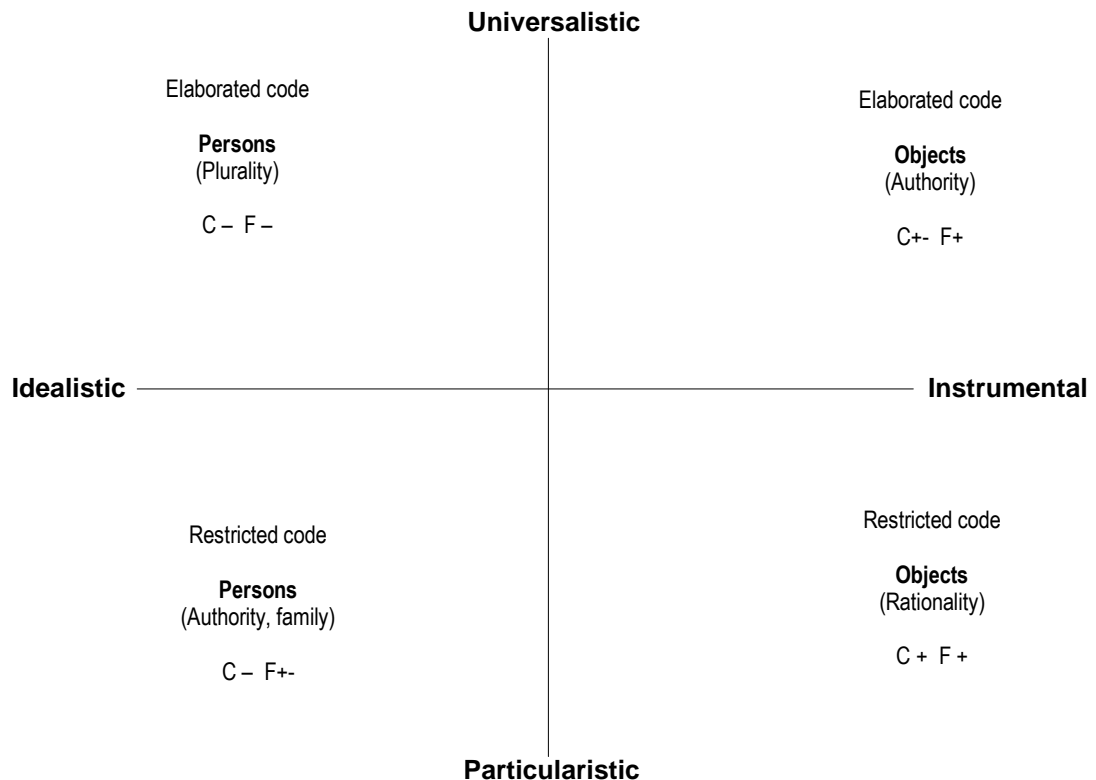 Universalistic
Elaborated code
Persons
(Plurality)
C – F –
Elaborated code
Objects
(Authority)
C+- F+
Idealistic
Instrumental
Restricted code
Persons
(Authority, family)
C – F+-
Restricted code
Objects
(Rationality)
C + F +
Particularistic